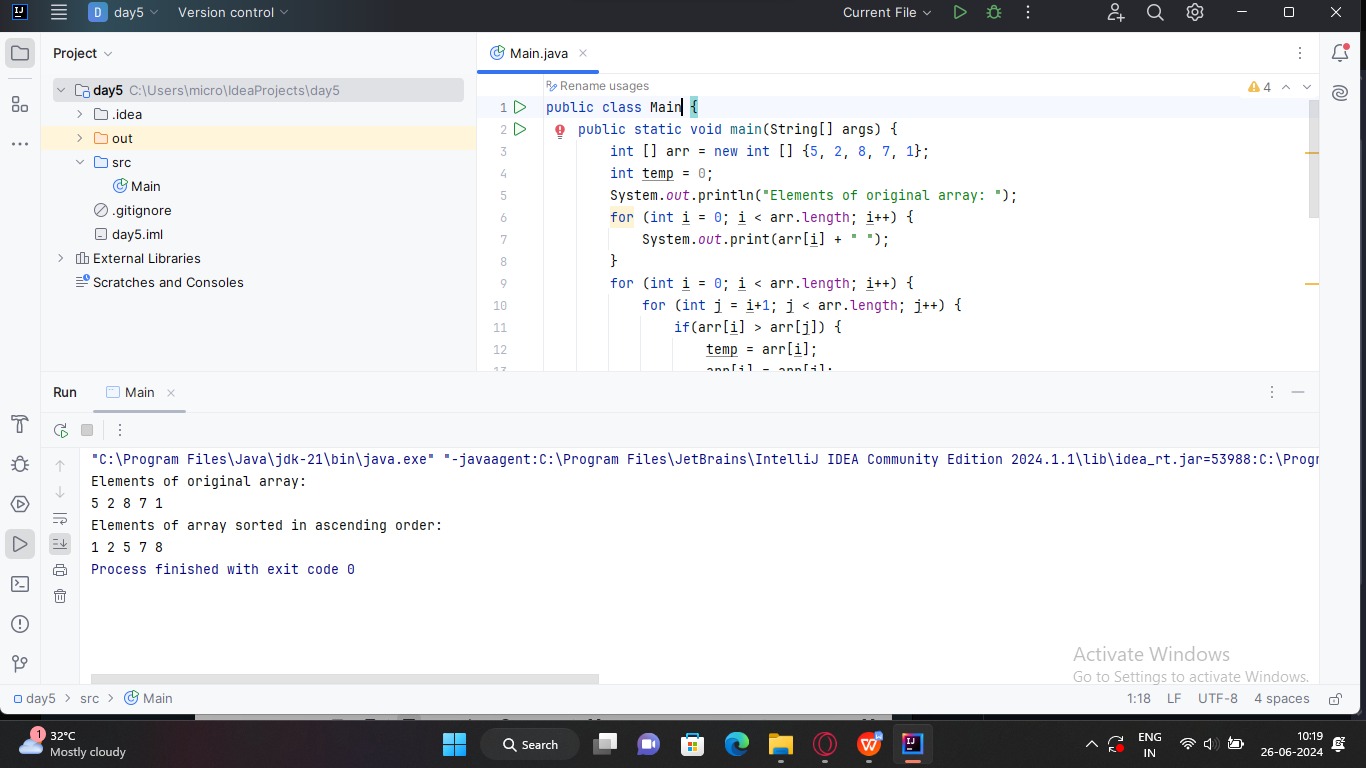 day5 Version control Current File
Project
Main.java
day5 C:\Users\micro\IdeaProjects\day5
.idea
out
src
Main
.gitignore
day5.iml
External Libraries
Scratches and Consoles
Rename usages
4
1 public class Main {
2 public static void main(String[] args) {
3 int [] arr = new int [] {5, 2, 8, 7, 1};
4 int temp = 0;
5 System.out.println("Elements of original array: ");
6 for (int i = 0; i < arr.length; i++) {
7 System.out.print(arr[i] + " ");
8 }
9 for (int i = 0; i < arr.length; i++) {
10 for (int j = i+1; j < arr.length; j++) {
11 if(arr[i] > arr[j]) {
12 temp = arr[i];
13 arr[i] = arr[j];
Run Main
"C:\Program Files\Java\jdk-21\bin\java.exe" "-javaagent:C:\Program Files\JetBrains\IntelliJ IDEA Community Edition 2024.1.1\lib\idea_rt.jar=53988:C:\Progr
Elements of original array:
5 2 8 7 1
Elements of array sorted in ascending order:
1 2 5 7 8
Process finished with exit code 0
Activate Windows
Go to Settings to activate Windows.
day5 > src > Main 1:18 LF UTF-8 4 spaces
1
32°C
Mostly cloudy
Search
ENG
IN
10:19
26-06-2024